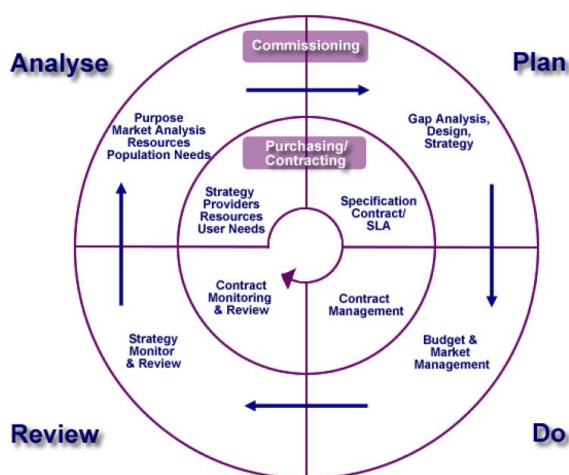 Commissioning
Analyse
Plan
Purpose
Market Analysis
Resources
Population Needs
Gap Analysis,
Design,
Strategy
Purchasing/
Contracting
Strategy
Providers
Resources
User Needs
Specification
Contract/
SLA
Contract
Monitoring
& Review
Contract
Management
Strategy
Monitor
& Review
Budget &
Market
Management
Review
Do